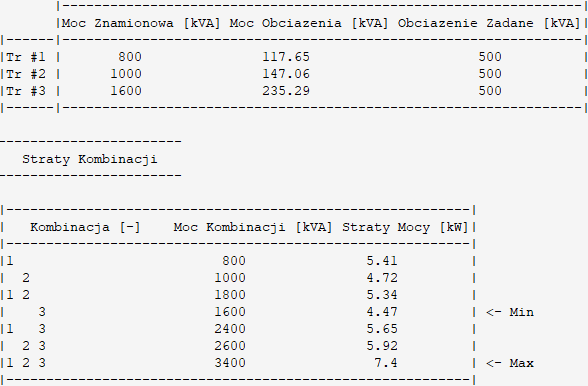 |-----------------------------------------------------------------|
|Moc Znamionowa [kVA] Moc Obciazenia [kVA] Obciazenie Zadane [kVA]|
|------|-----------------------------------------------------------------|
|Tr #1 | 800 117.65 500 |
|Tr #2 | 1000 147.06 500 |
|Tr #3 | 1600 235.29 500 |
|------|-----------------------------------------------------------------|
-----------------------
Straty Kombinacji
-----------------------
|----------------------------------------------------------|
| Kombinacja [-] Moc Kombinacji [kVA] Straty Mocy [kW]|
|----------------------------------------------------------|
|1 800 5.41 |
| 2 1000 4.72 |
|1 2 1800 5.34 |
| 3 1600 4.47 | <- Min
|1 3 2400 5.65 |
| 2 3 2600 5.92 |
|1 2 3 3400 7.4 | <- Max
|----------------------------------------------------------|